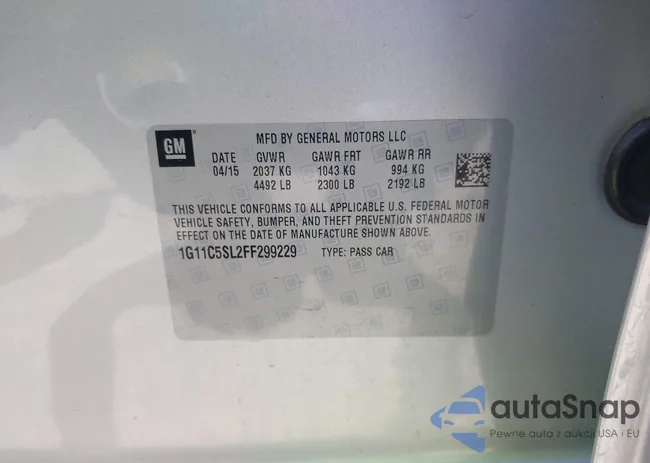 GM
MFD BY GENERAL MOTORS LLC
DATE GVWR GAWR FRT GAWR RR
04/15 2037 KG 1043 KG 994 KG
4492 LB 2300 LB 2192 LB
THIS VEHICLE CONFORMS TO ALL APPLICABLE U.S. FEDERAL MOTOR
VEHICLE SAFETY, BUMPER, AND THEFT PREVENTION STANDARDS IN
EFFECT ON THE DATE OF MANUFACTURE SHOWN ABOVE.
1G11C5SL2FF299229 TYPE: PASS CAR
autaSnap
Pewne auta z aukcji USA i EU